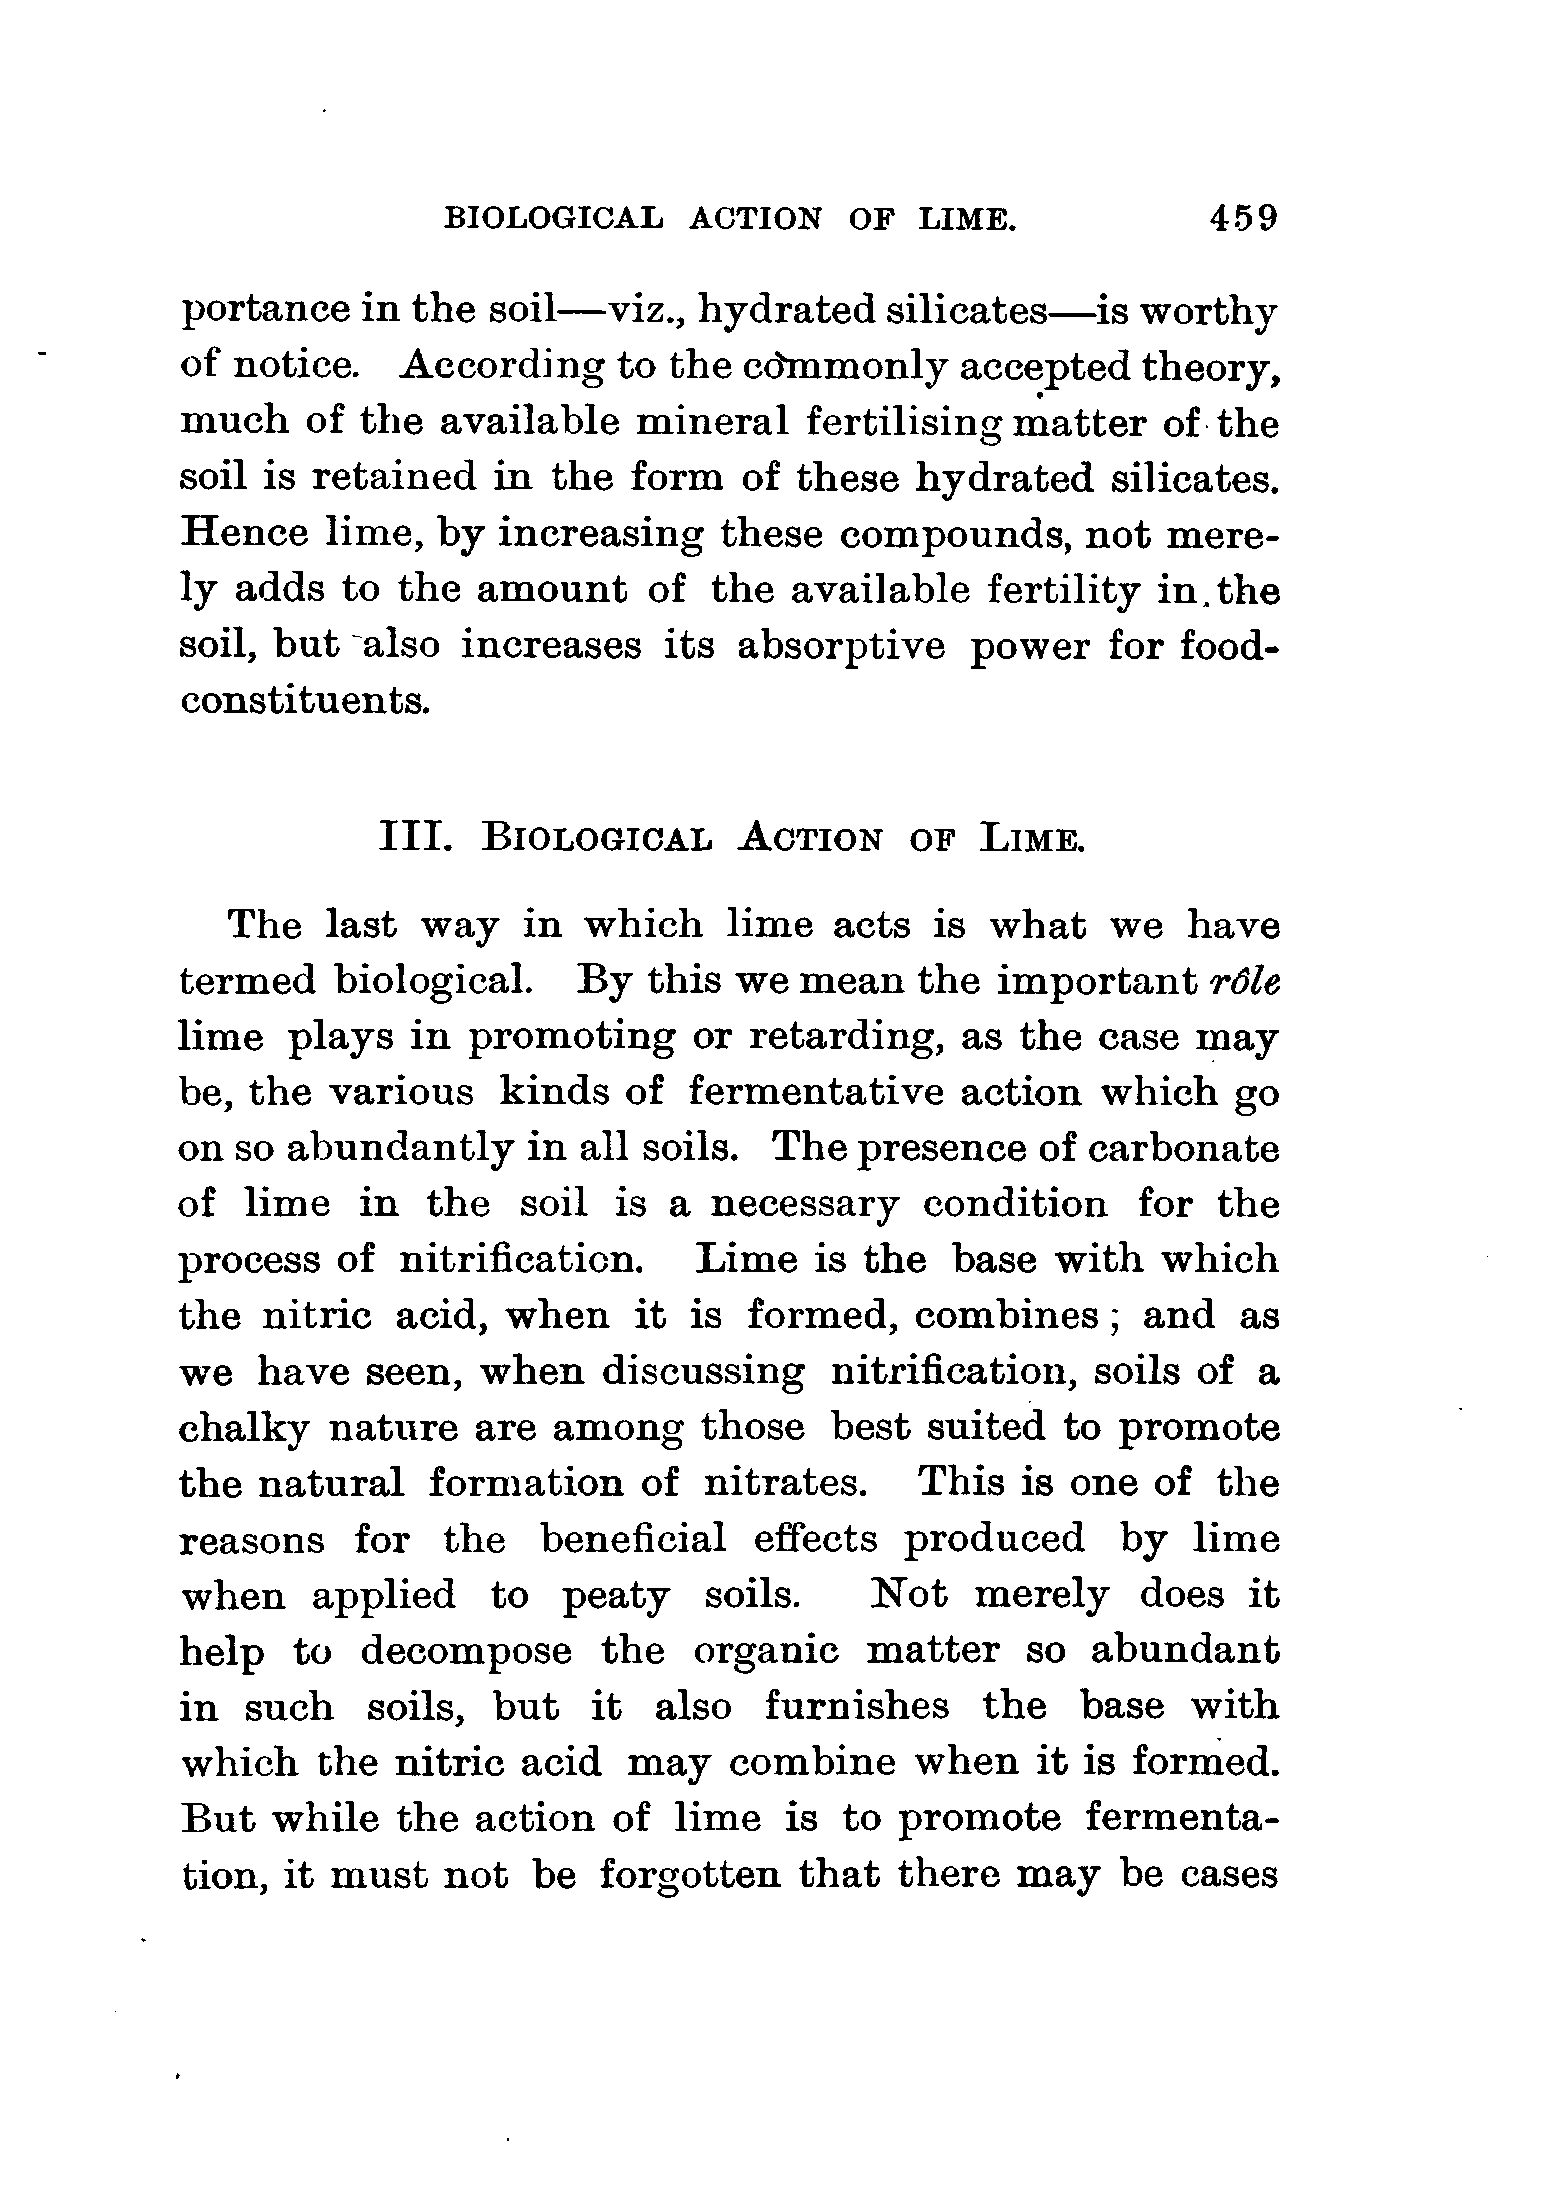 BIOLOGICAL ACTION OF LIME. 459
portance in the soil—viz., hydrated silicates—is worthy
of notice. According to the commonly accepted theory,
much of the available mineral fertilising matter of the
soil is retained in the form of these hydrated silicates.
Hence lime, by increasing these compounds, not mere-
ly adds to the amount of the available fertility in the
soil, but also increases its absorptive power for food-
constituents.
III. BIOLOGICAL ACTION OF LIME.
The last way in which lime acts is what we have
termed biological. By this we mean the important rôle
lime plays in promoting or retarding, as the case may
be, the various kinds of fermentative action which go
on so abundantly in all soils. The presence of carbonate
of lime in the soil is a necessary condition for the
process of nitrification. Lime is the base with which
the nitric acid, when it is formed, combines; and as
we have seen, when discussing nitrification, soils of a
chalky nature are among those best suited to promote
the natural formation of nitrates. This is one of the
reasons for the beneficial effects produced by lime
when applied to peaty soils. Not merely does it
help to decompose the organic matter so abundant
in such soils, but it also furnishes the base with
which the nitric acid may combine when it is formed.
But while the action of lime is to promote fermenta-
tion, it must not be forgotten that there may be cases